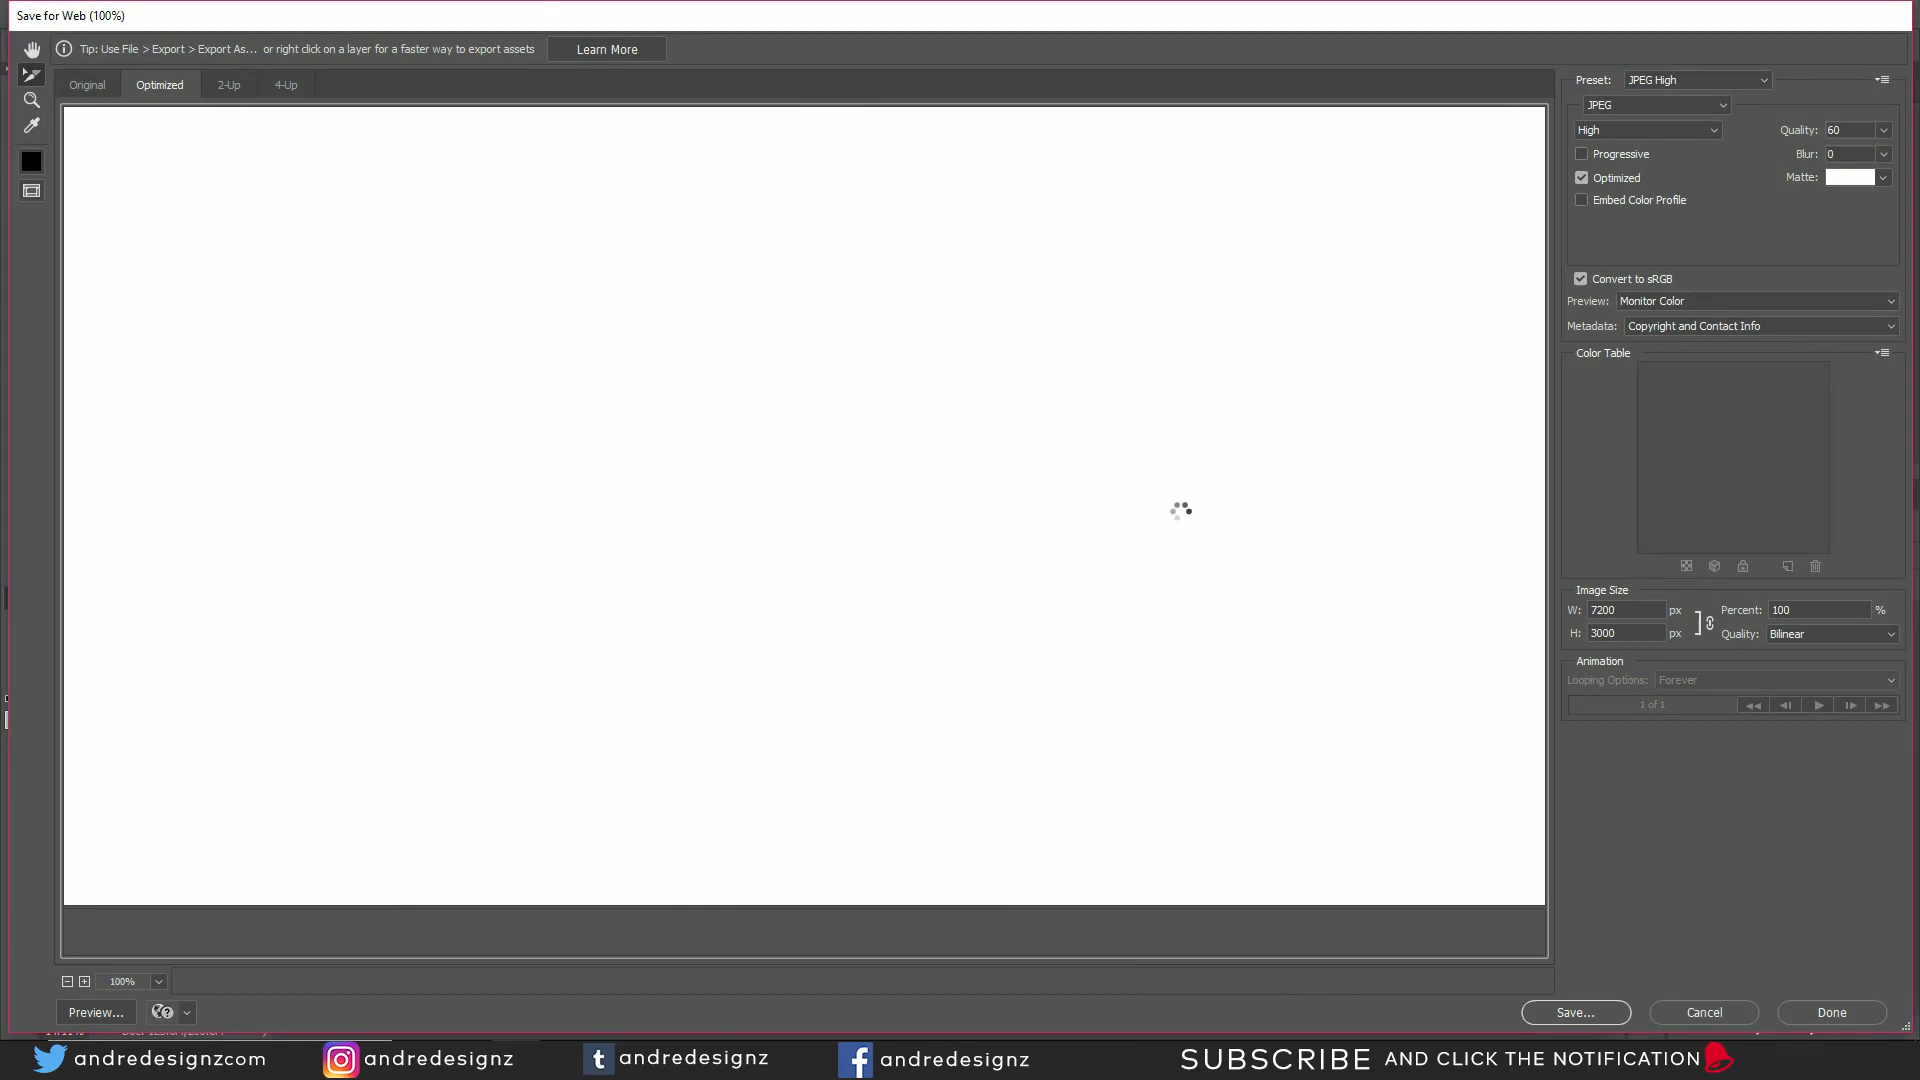 Save for Web (100%)
Tip: Use File > Export > Export As... or right click on a layer for a faster way to export assets
Learn More
Original
Optimized
2-Up
4-Up
Preset: JPEG High
JPEG
High
Quality: 60
Progressive
Blur: 0
Optimized
Matte:
Embed Color Profile
Convert to sRGB
Preview: Monitor Color
Metadata: Copyright and Contact Info
Color Table
Image Size
W: 7200 px
Percent: 100 %
H: 3000 px
Quality: Bilinear
Animation
Looping Options: Forever
1 of 1
100%
Preview...
Save...
Cancel
Done
andredesignzcom
andredesignz
andredesignz
andredesignz
SUBSCRIBE AND CLICK THE NOTIFICATION